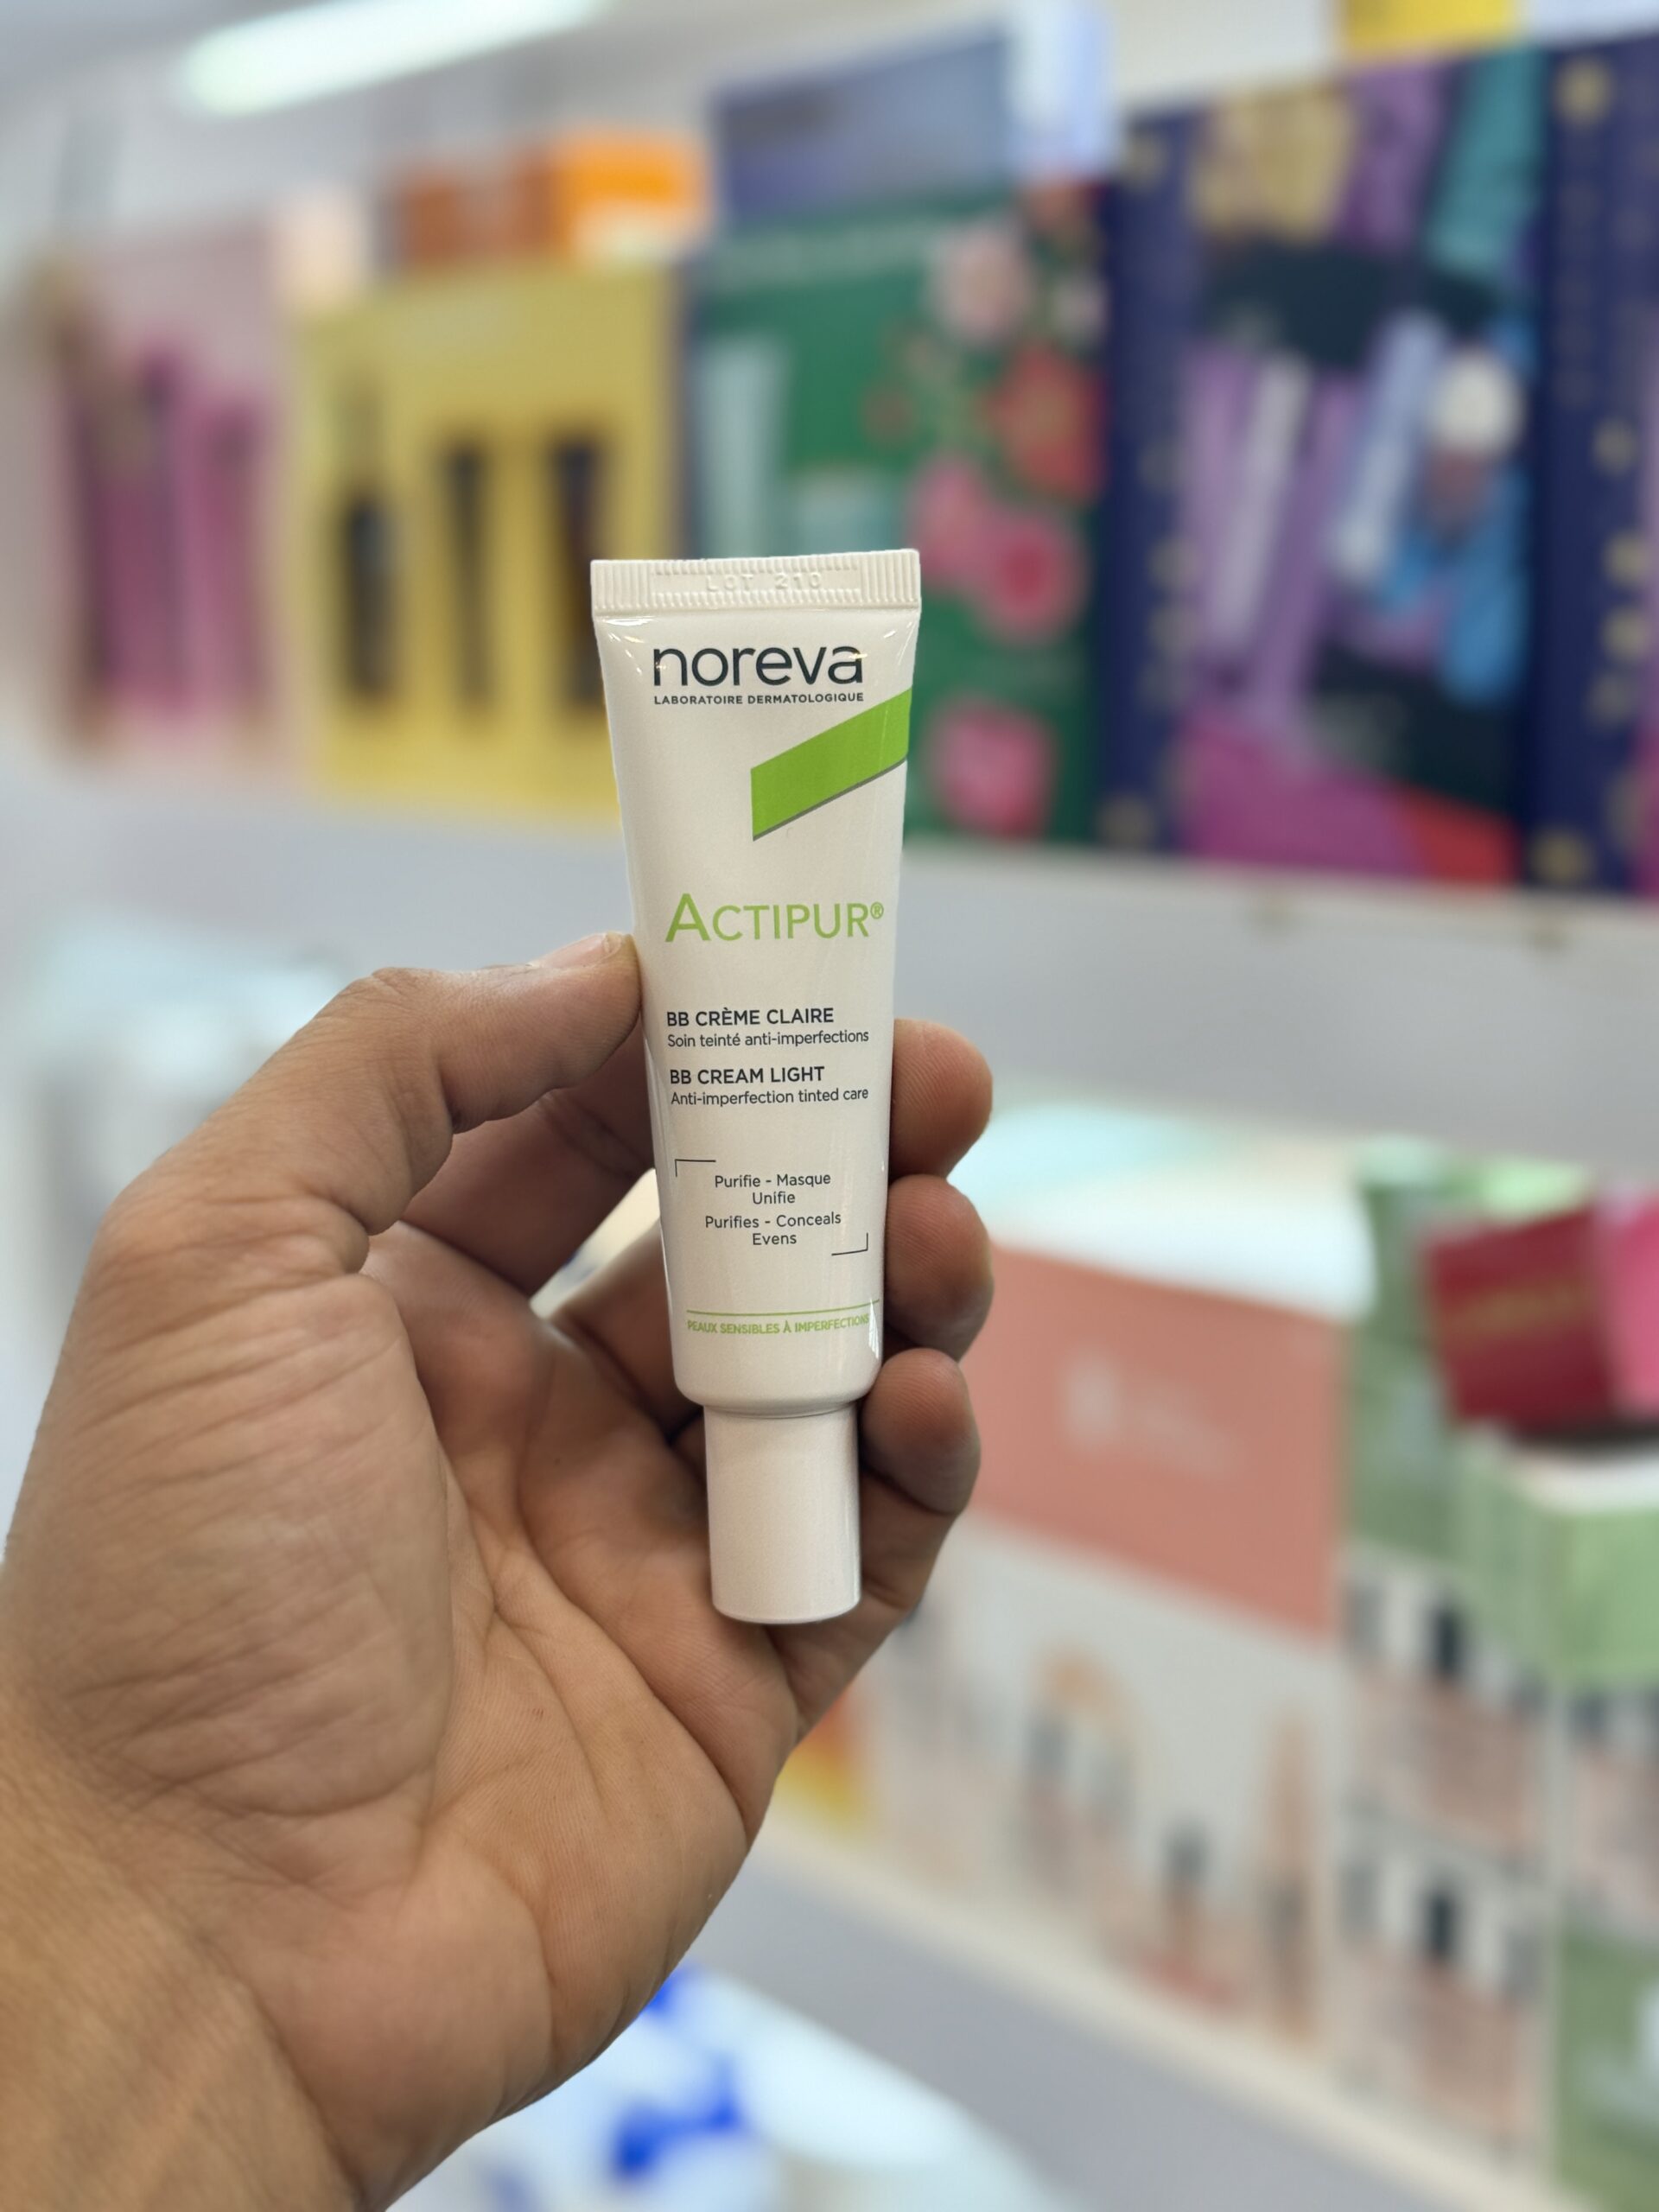 LOT 210
noreva
LABORATOIRE DERMATOLOGIQUE
ACTIPUR®
BB CRÈME CLAIRE
Soin teinté anti-imperfections
BB CREAM LIGHT
Anti-imperfection tinted care
Purifie - Masque
Unifie
Purifies - Conceals
Evens
PEAUX SENSIBLES À IMPERFECTIONS